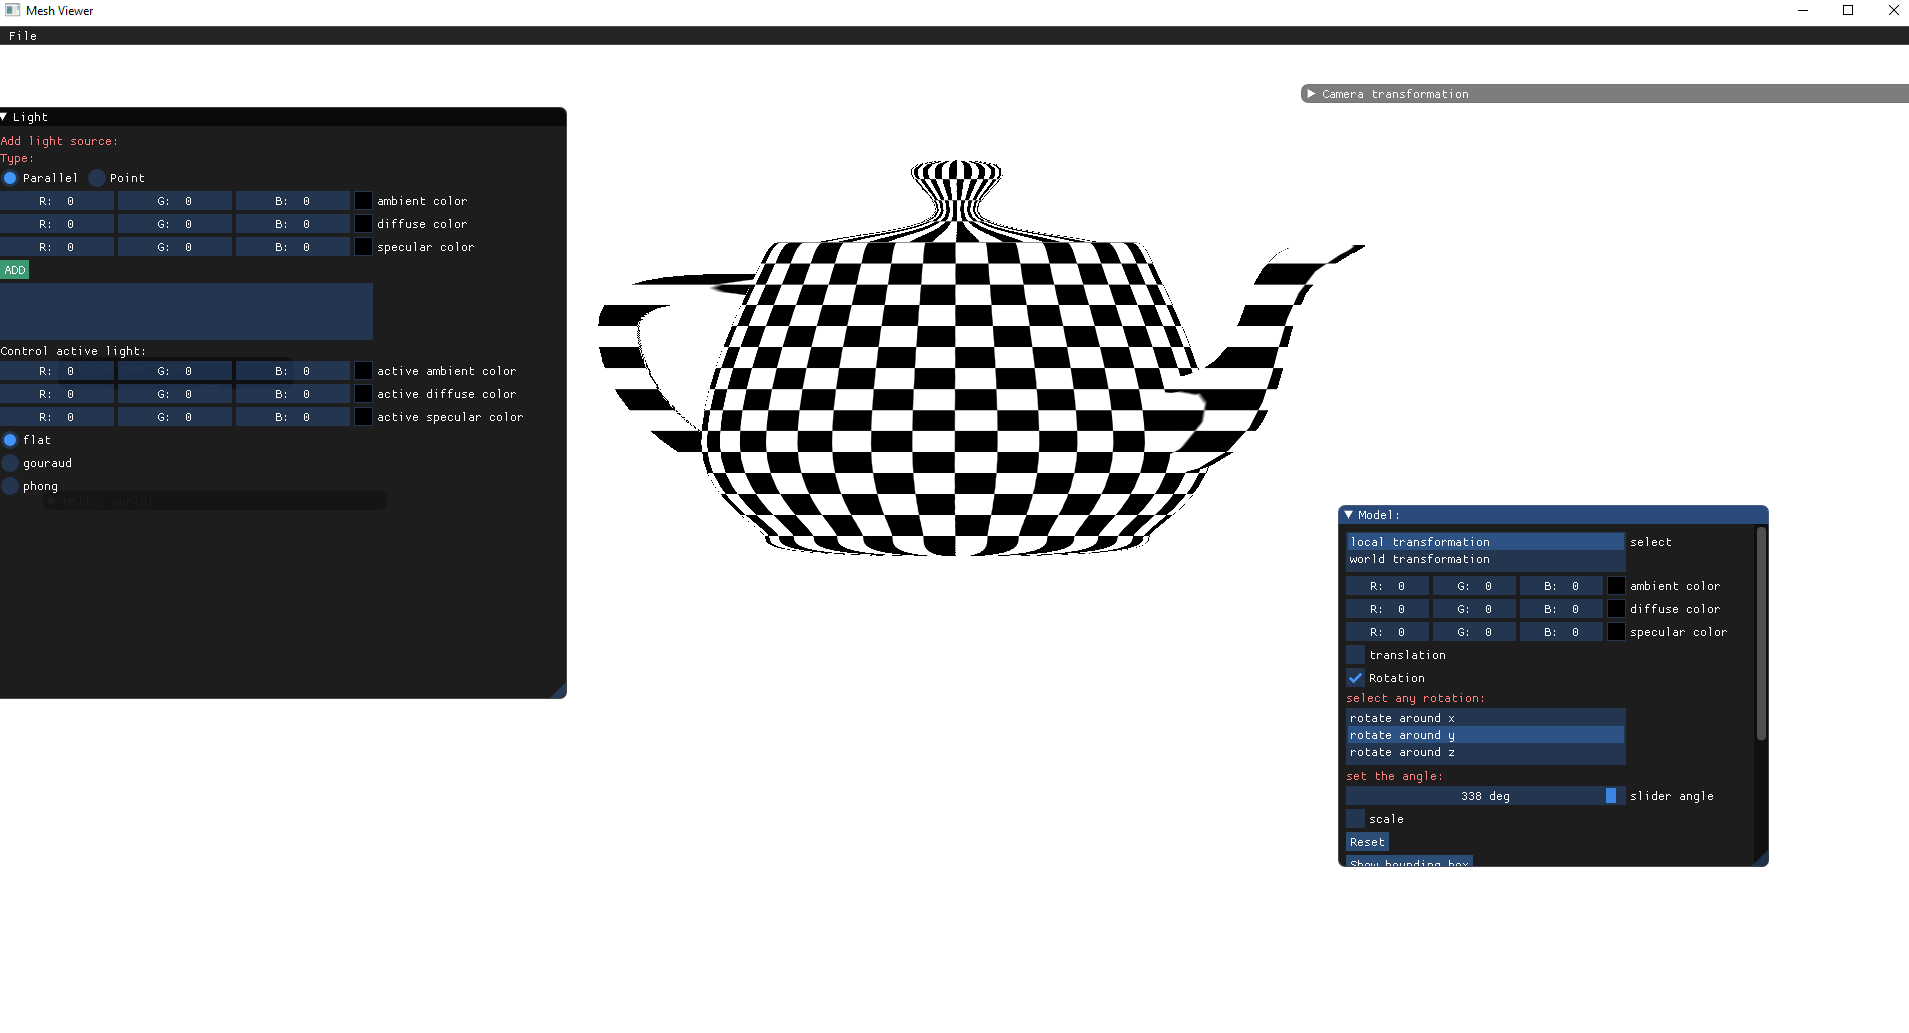 Mesh Viewer
File
Camera transformation
Light
Add light source:
Type:
Parallel Point
R: 0 G: 0 B: 0 ambient color
R: 0 G: 0 B: 0 diffuse color
R: 0 G: 0 B: 0 specular color
ADD
Control active light:
R: 0 G: 0 B: 0 active ambient color
R: 0 G: 0 B: 0 active diffuse color
R: 0 G: 0 B: 0 active specular color
flat
gouraud
phong
Hello, world!
Model:
local transformation select
world transformation
R: 0 G: 0 B: 0 ambient color
R: 0 G: 0 B: 0 diffuse color
R: 0 G: 0 B: 0 specular color
translation
Rotation
select any rotation:
rotate around x
rotate around y
rotate around z
set the angle:
338 deg slider angle
scale
Reset
Show bounding box